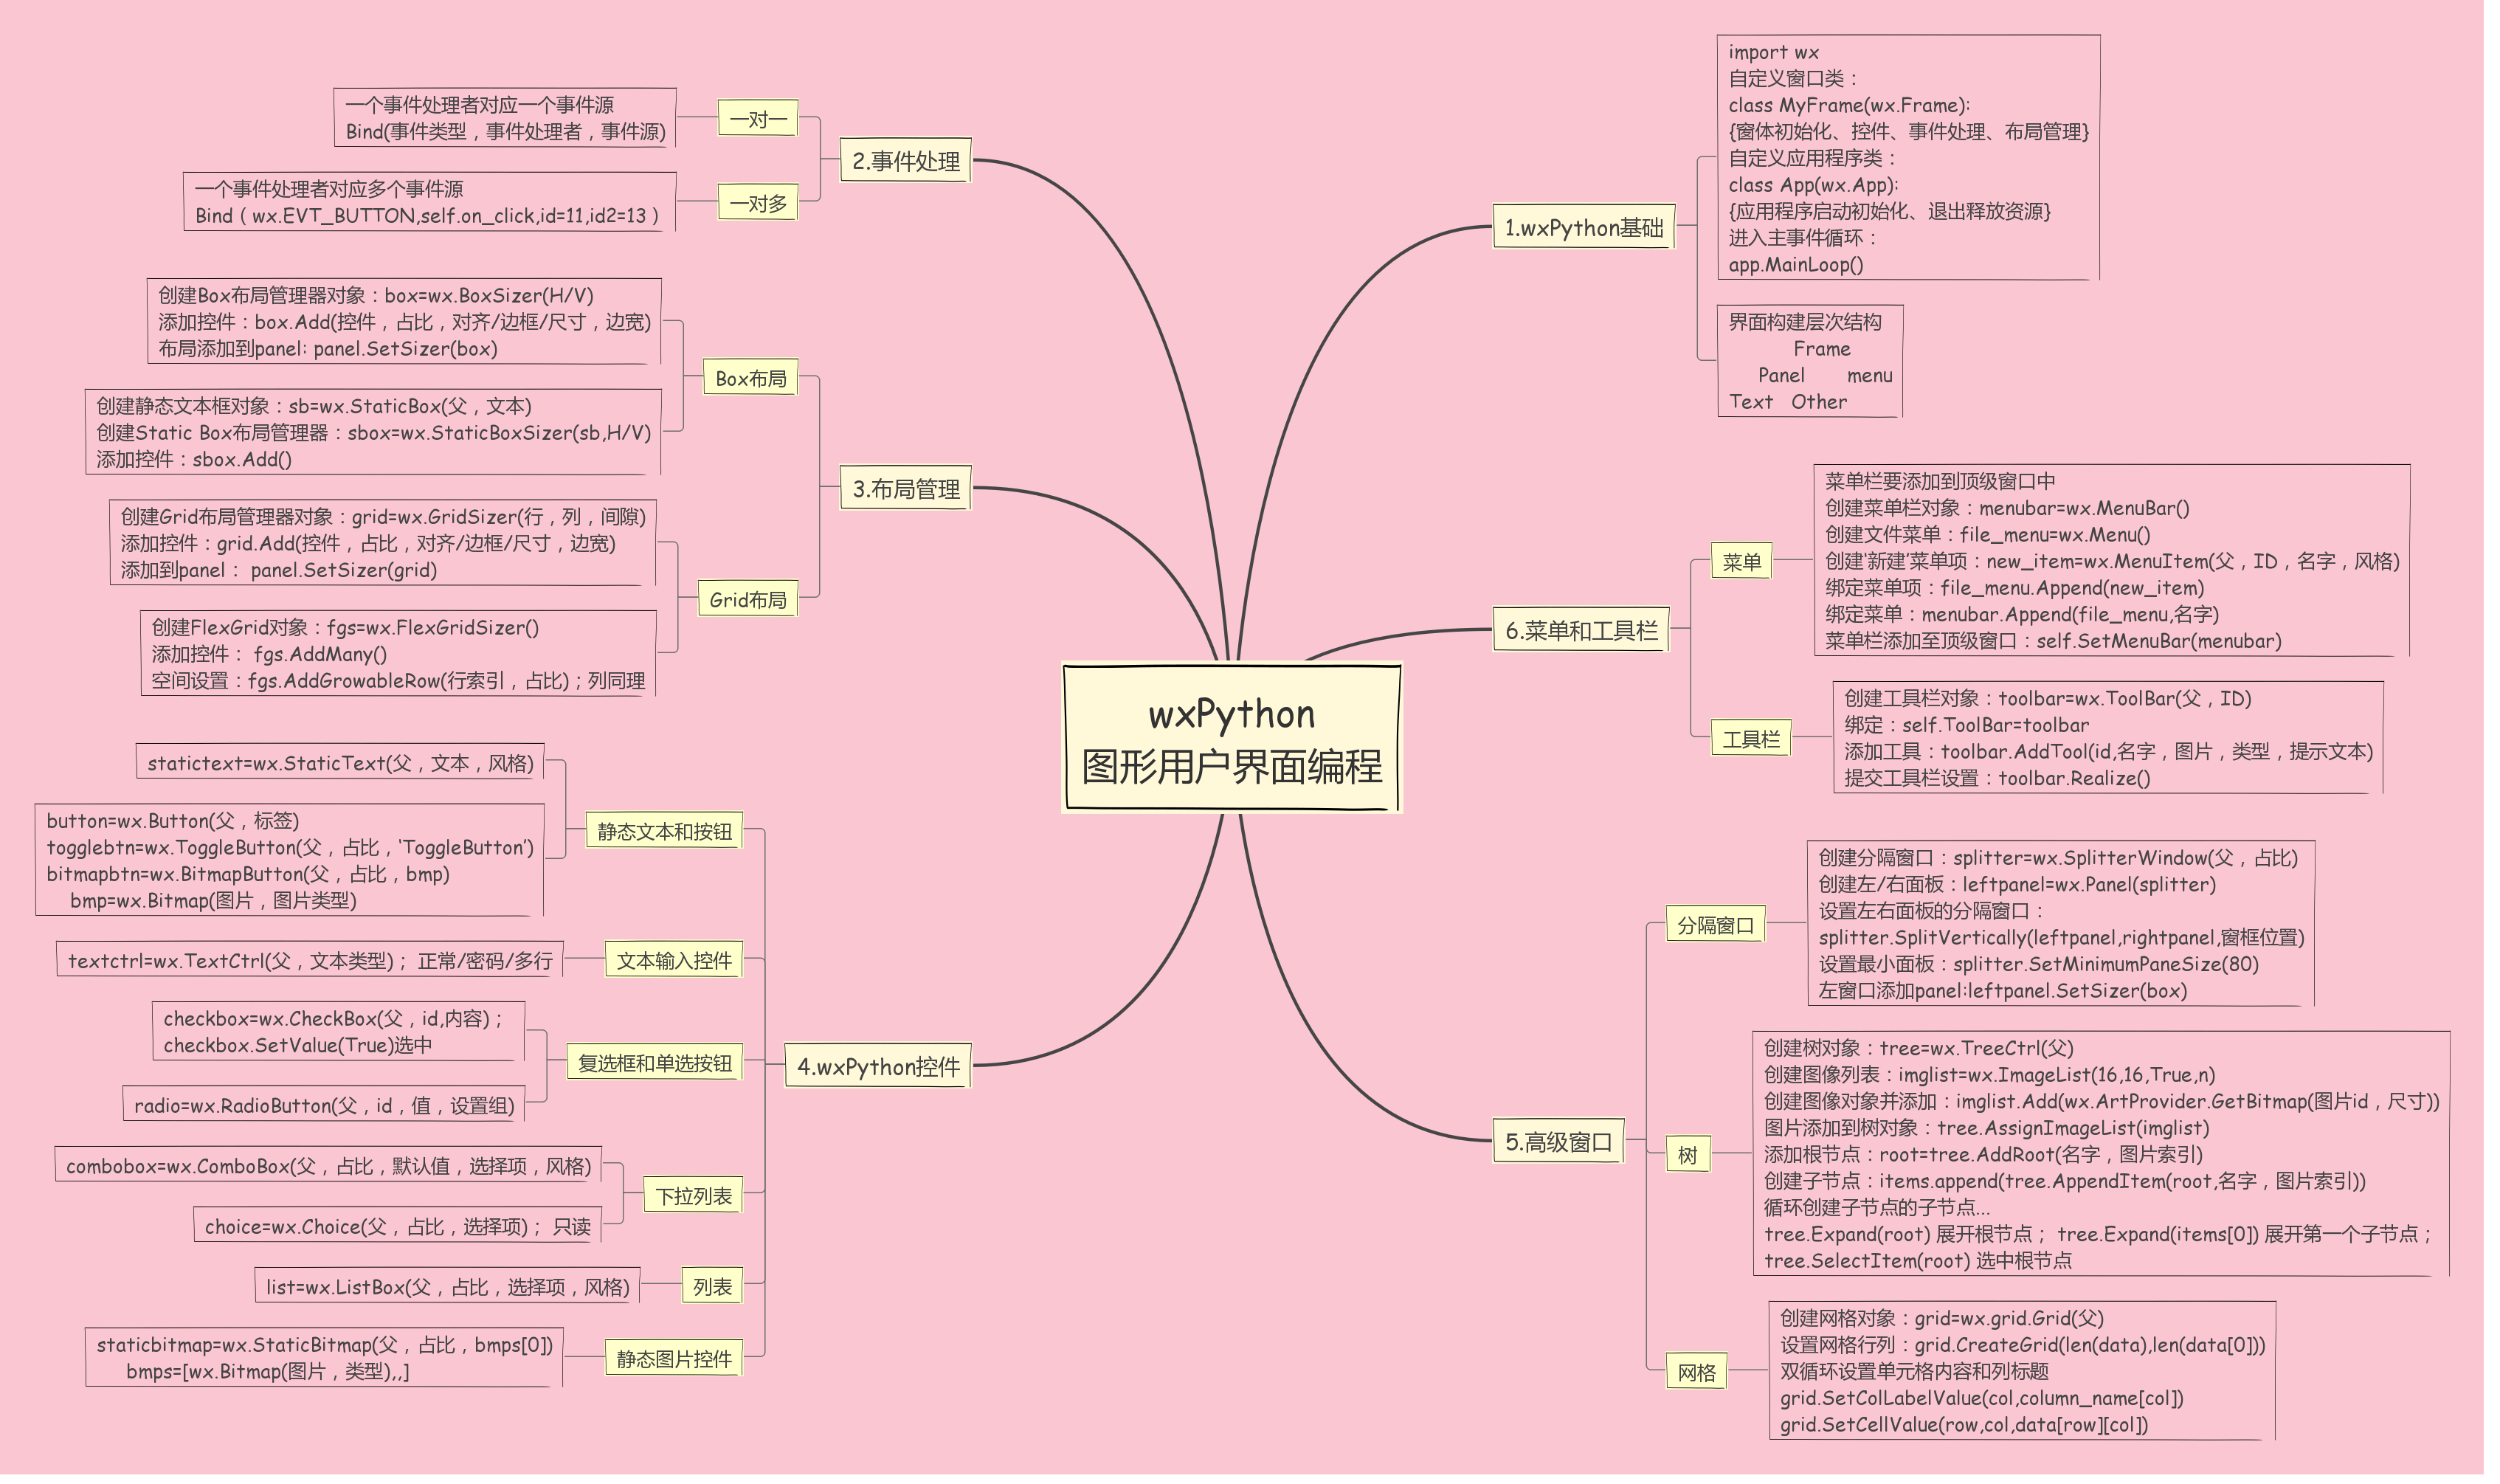 wxPython
图形用户界面编程
1.wxPython基础
import wx
自定义窗口类：
class MyFrame(wx.Frame):
{窗体初始化、控件、事件处理、布局管理}
自定义应用程序类：
class App(wx.App):
{应用程序启动初始化、退出释放资源}
进入主事件循环：
app.MainLoop()
界面构建层次结构
Frame
Panel menu
Text Other
2.事件处理
一对一
一个事件处理者对应一个事件源
Bind(事件类型，事件处理者，事件源)
一对多
一个事件处理者对应多个事件源
Bind（wx.EVT_BUTTON,self.on_click,id=11,id2=13）
3.布局管理
Box布局
创建Box布局管理器对象：box=wx.BoxSizer(H/V)
添加控件：box.Add(控件，占比，对齐/边框/尺寸，边宽)
布局添加到panel: panel.SetSizer(box)
创建静态文本框对象：sb=wx.StaticBox(父，文本)
创建Static Box布局管理器：sbox=wx.StaticBoxSizer(sb,H/V)
添加控件：sbox.Add()
Grid布局
创建Grid布局管理器对象：grid=wx.GridSizer(行，列，间隙)
添加控件：grid.Add(控件，占比，对齐/边框/尺寸，边宽)
添加到panel： panel.SetSizer(grid)
创建FlexGrid对象：fgs=wx.FlexGridSizer()
添加控件： fgs.AddMany()
空间设置：fgs.AddGrowableRow(行索引，占比)；列同理
4.wxPython控件
静态文本和按钮
statictext=wx.StaticText(父，文本，风格)
button=wx.Button(父，标签)
togglebtn=wx.ToggleButton(父，占比，‘ToggleButton’)
bitmapbtn=wx.BitmapButton(父，占比，bmp)
bmp=wx.Bitmap(图片，图片类型)
文本输入控件
textctrl=wx.TextCtrl(父，文本类型)； 正常/密码/多行
复选框和单选按钮
checkbox=wx.CheckBox(父，id,内容)；
checkbox.SetValue(True)选中
radio=wx.RadioButton(父，id，值，设置组)
下拉列表
combobox=wx.ComboBox(父，占比，默认值，选择项，风格)
choice=wx.Choice(父，占比，选择项)； 只读
列表
list=wx.ListBox(父，占比，选择项，风格)
静态图片控件
staticbitmap=wx.StaticBitmap(父，占比，bmps[0])
bmps=[wx.Bitmap(图片，类型),,]
5.高级窗口
分隔窗口
创建分隔窗口：splitter=wx.SplitterWindow(父，占比)
创建左/右面板：leftpanel=wx.Panel(splitter)
设置左右面板的分隔窗口：
splitter.SplitVertically(leftpanel,rightpanel,窗框位置)
设置最小面板：splitter.SetMinimumPaneSize(80)
左窗口添加panel:leftpanel.SetSizer(box)
树
创建树对象：tree=wx.TreeCtrl(父)
创建图像列表：imglist=wx.ImageList(16,16,True,n)
创建图像对象并添加：imglist.Add(wx.ArtProvider.GetBitmap(图片id，尺寸))
图片添加到树对象：tree.AssignImageList(imglist)
添加根节点：root=tree.AddRoot(名字，图片索引)
创建子节点：items.append(tree.AppendItem(root,名字，图片索引))
循环创建子节点的子节点...
tree.Expand(root) 展开根节点； tree.Expand(items[0]) 展开第一个子节点；
tree.SelectItem(root) 选中根节点
网格
创建网格对象：grid=wx.grid.Grid(父)
设置网格行列：grid.CreateGrid(len(data),len(data[0]))
双循环设置单元格内容和列标题
grid.SetColLabelValue(col,column_name[col])
grid.SetCellValue(row,col,data[row][col])
6.菜单和工具栏
菜单
菜单栏要添加到顶级窗口中
创建菜单栏对象：menubar=wx.MenuBar()
创建文件菜单：file_menu=wx.Menu()
创建‘新建’菜单项：new_item=wx.MenuItem(父，ID，名字，风格)
绑定菜单项：file_menu.Append(new_item)
绑定菜单：menubar.Append(file_menu,名字)
菜单栏添加至顶级窗口：self.SetMenuBar(menubar)
工具栏
创建工具栏对象：toolbar=wx.ToolBar(父，ID)
绑定：self.ToolBar=toolbar
添加工具：toolbar.AddTool(id,名字，图片，类型，提示文本)
提交工具栏设置：toolbar.Realize()